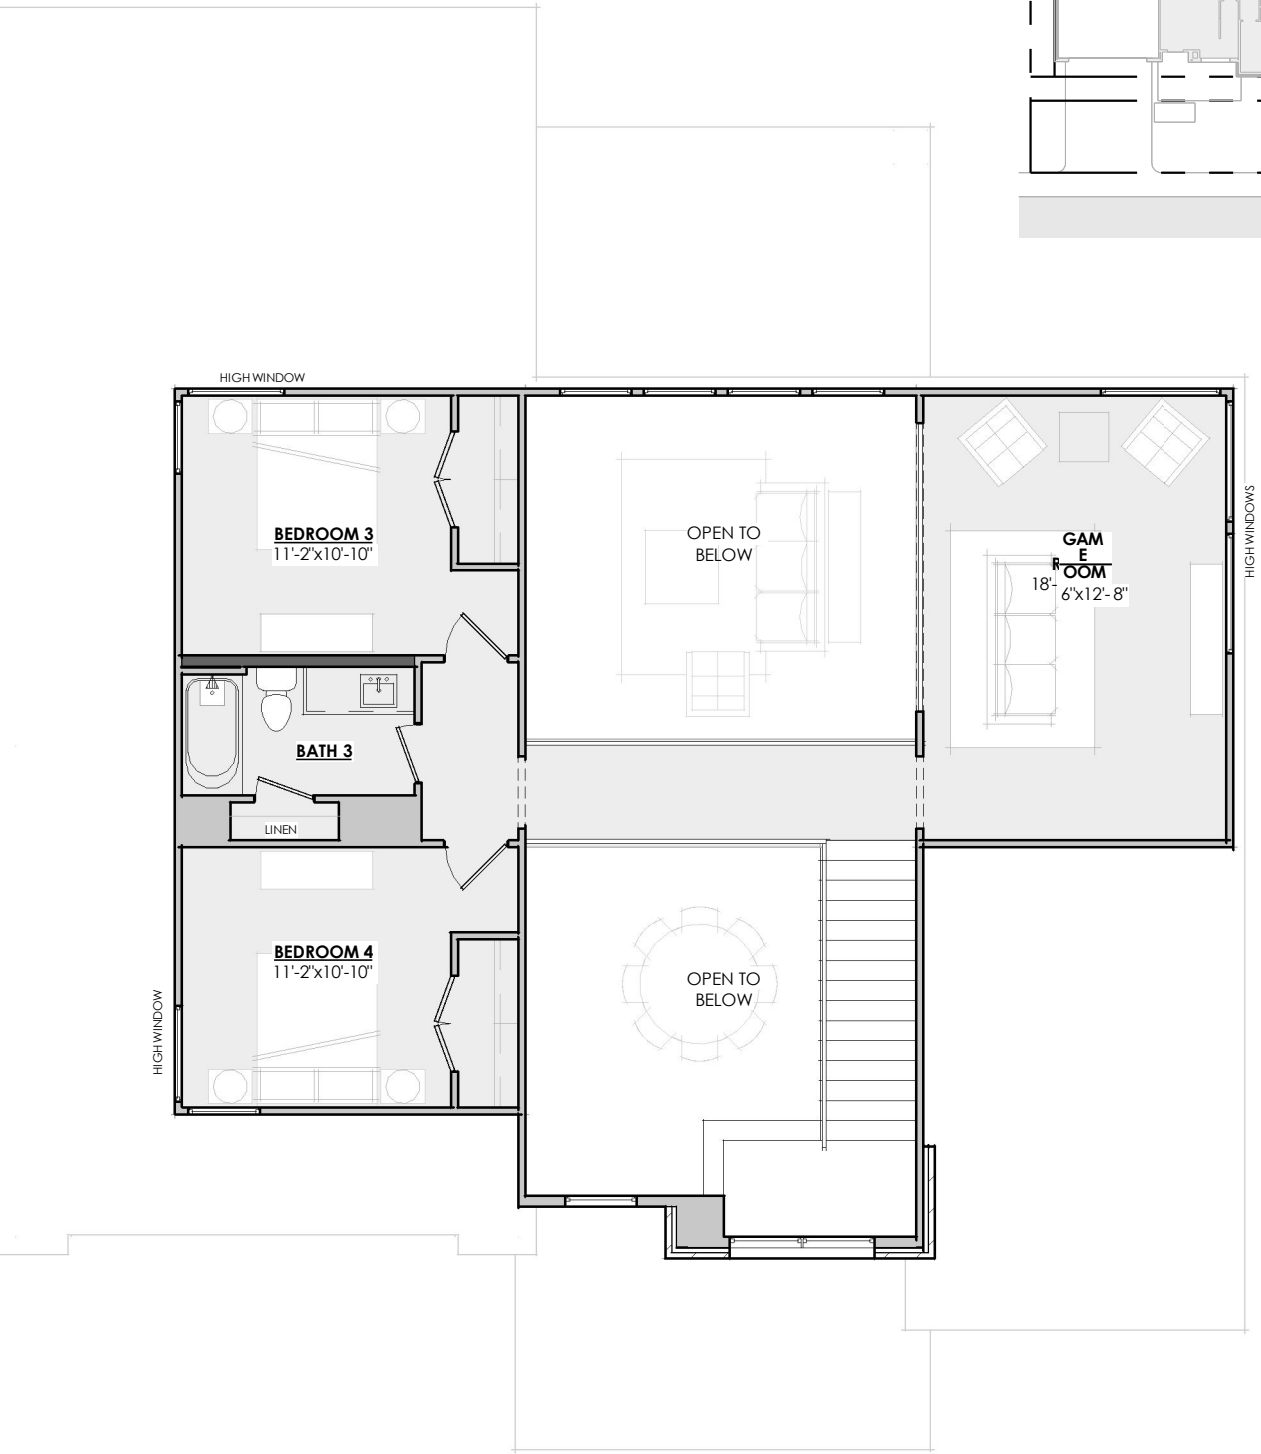 HIGH WINDOW
BEDROOM 3
11'-2"x10'-10"
OPEN TO
BELOW
HIGH WINDOWS
GAM
E
R
OOM
18'-
6"x12'-8"
BATH 3
LINEN
BEDROOM 4
11'-2"x10'-10"
OPEN TO
BELOW
HIGH WINDOW